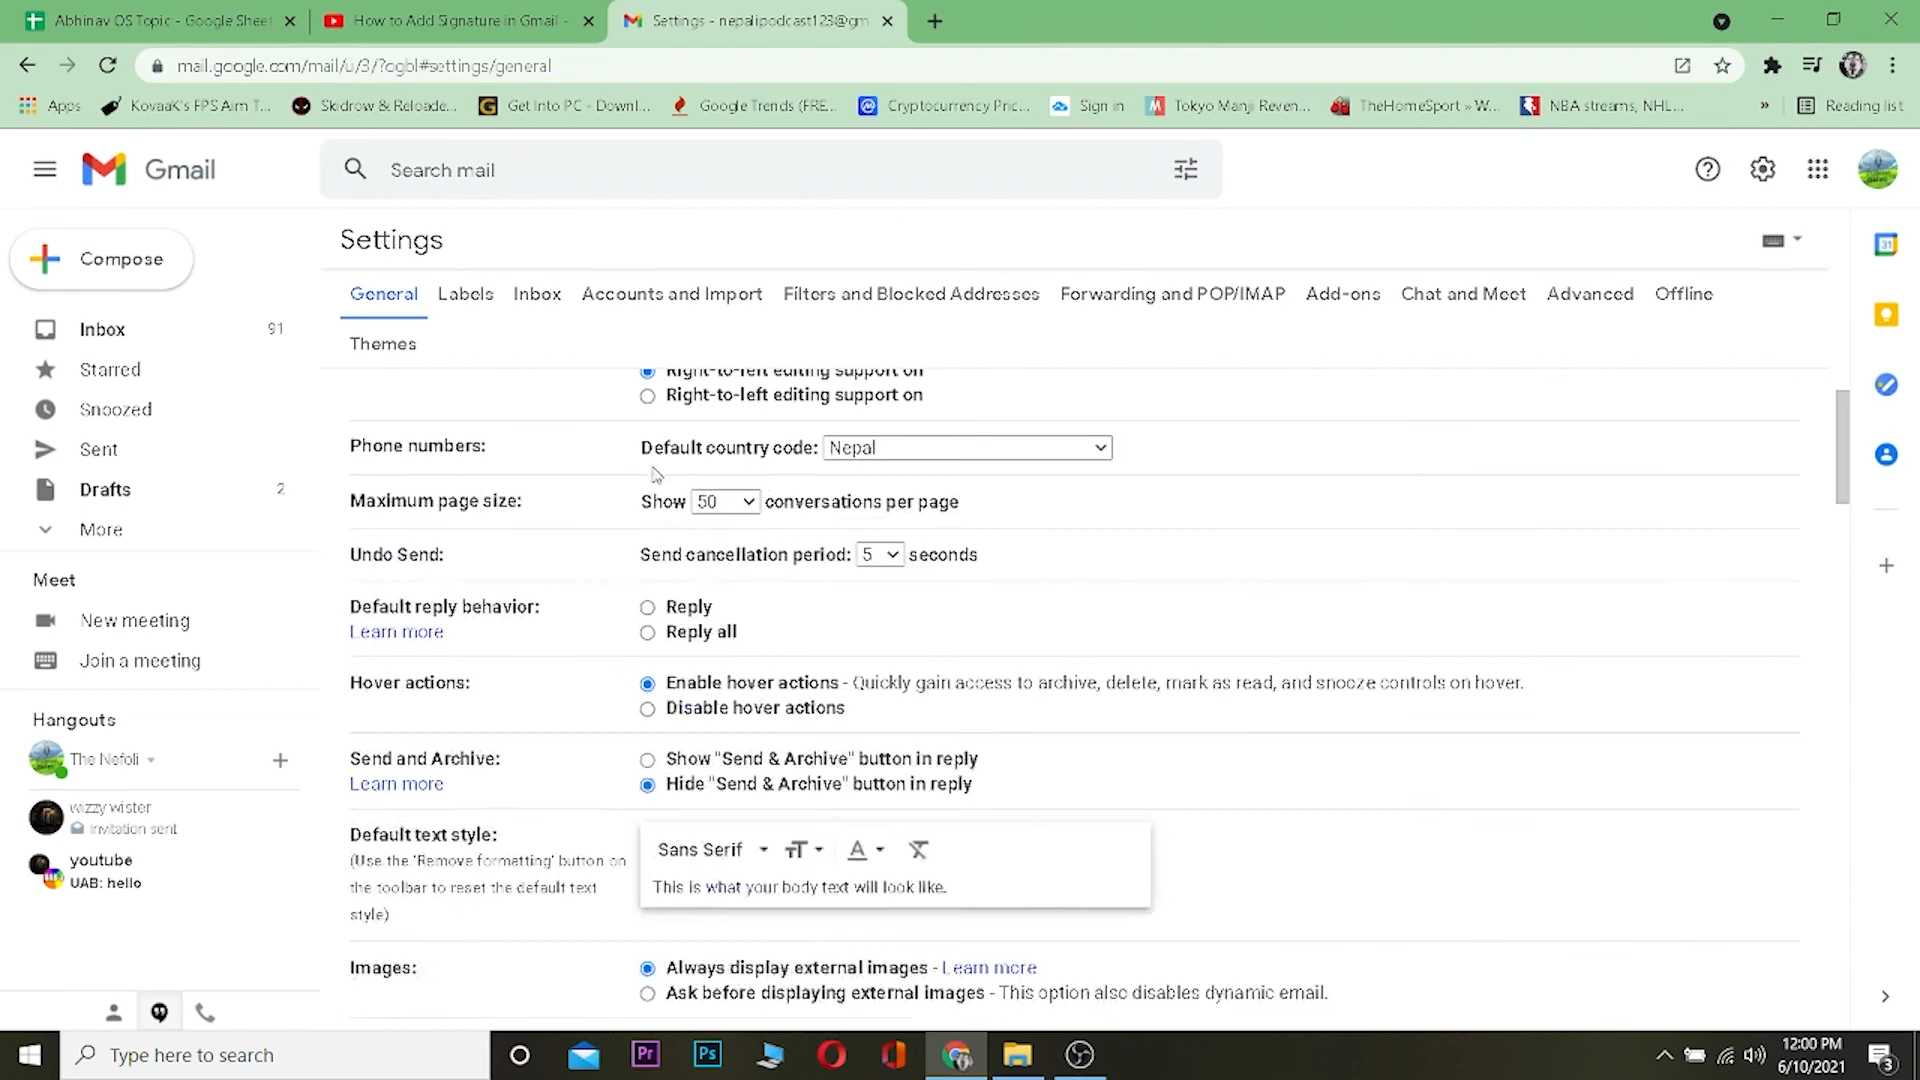 Abhinav OS Topic - Google Sheet
How to Add Signature in Gmail -
Settings - nepalipodcast123@gm
mail.google.com/mail/u/3/?ogbl#settings/general
Apps
KovaaK's FPS Aim T...
Skidrow & Reloade...
Get Into PC - Downl...
Google Trends (FRE...
Cryptocurrency Pric...
Sign in
Tokyo Manji Reven...
TheHomeSport » W...
NBA streams, NHL...
»
Reading list
Gmail
Search mail
Compose
Inbox 91
Starred
Snoozed
Sent
Drafts 2
More
Meet
New meeting
Join a meeting
Hangouts
The Nefoli
wizzy wister
Invitation sent
youtube
UAB: hello
Settings
General Labels Inbox Accounts and Import Filters and Blocked Addresses Forwarding and POP/IMAP Add-ons Chat and Meet Advanced Offline
Themes
Right-to-left editing support on
Right-to-left editing support on
Phone numbers: Default country code: Nepal
Maximum page size: Show 50 conversations per page
Undo Send: Send cancellation period: 5 seconds
Default reply behavior: Reply
Learn more Reply all
Hover actions: Enable hover actions - Quickly gain access to archive, delete, mark as read, and snooze controls on hover.
Disable hover actions
Send and Archive: Show "Send & Archive" button in reply
Learn more Hide "Send & Archive" button in reply
Default text style:
(Use the 'Remove formatting' button on
the toolbar to reset the default text
style)
Sans Serif
This is what your body text will look like.
Images: Always display external images - Learn more
Ask before displaying external images - This option also disables dynamic email.
31
Type here to search
Pr
Ps
12:00 PM
6/10/2021
3